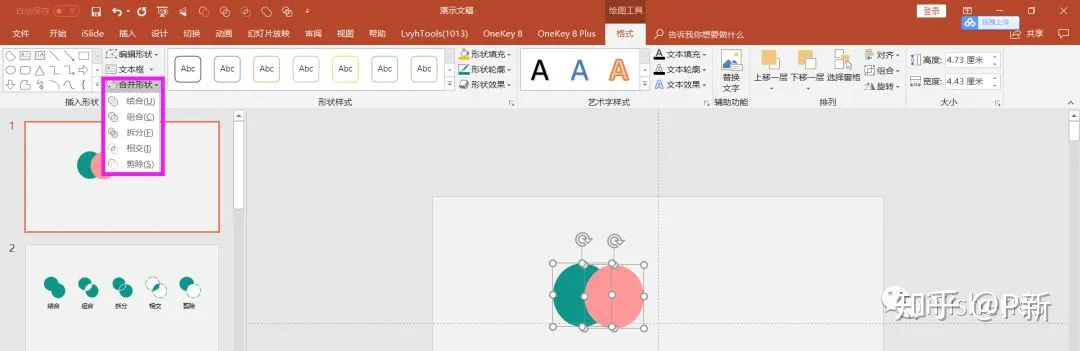 自动保存 关 演示文稿 绘图工具 登录 拖拽上传
文件 开始 iSlide 插入 设计 切换 动画 幻灯片放映 审阅 视图 帮助 LvyhTools(1013) OneKey 8 OneKey 8 Plus 格式 告诉我你想要做什么 共享
编辑形状 Abc Abc Abc Abc Abc Abc Abc 形状填充 A A A 文本填充 替换文字 上移一层 下移一层 选择窗格 对齐 高度: 4.73 厘米
文本框 形状轮廓 文本轮廓 组合 宽度: 4.43 厘米
合并形状 形状效果 文本效果 旋转
插入形状 形状样式 艺术字样式 辅助功能 排列 大小
结合(U)
组合(C)
拆分(F)
相交(I)
剪除(S)
1
2
结合 组合 拆分 相交 剪除
知乎 @P新